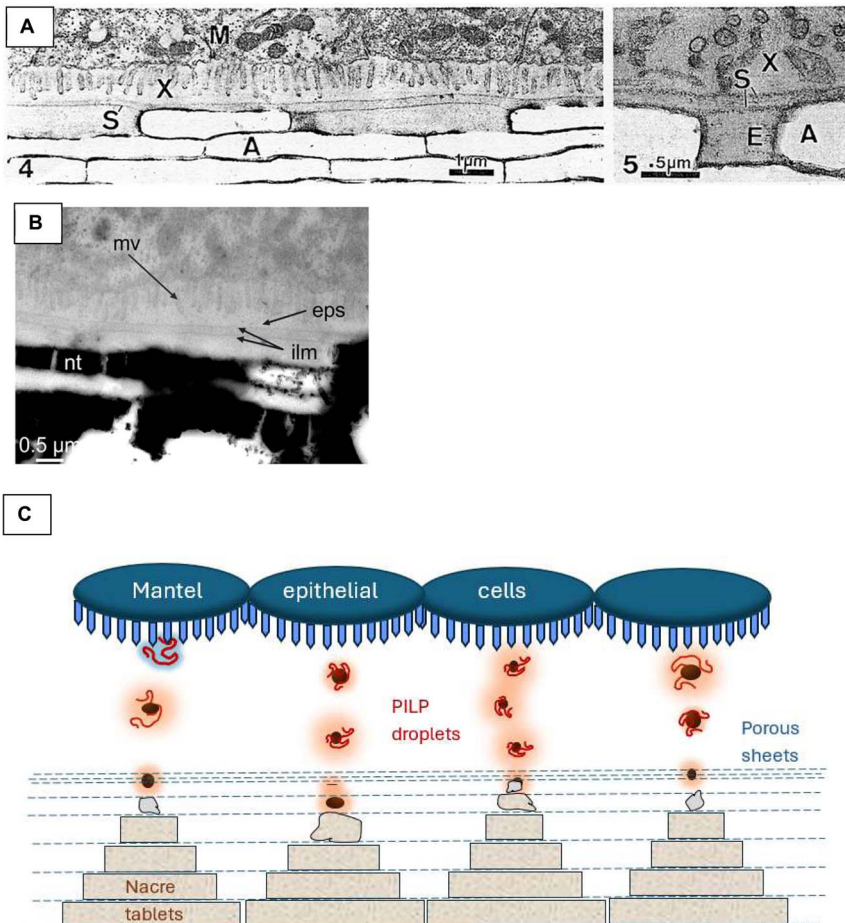 A
M
X
S
A
4
1μm
X
S
E
A
5
.5μm
B
mv
eps
ilm
nt
0.5 μm
C
Mantel epithelial cells
PILP
droplets
Porous
sheets
Nacre
tablets